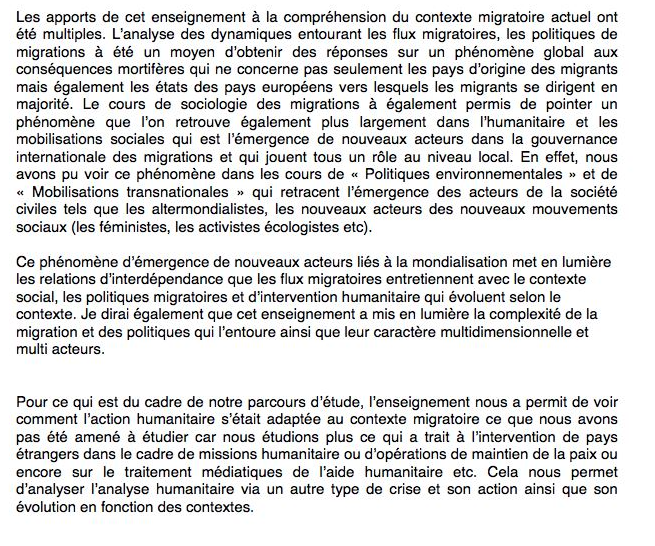 Les apports de cet enseignement à la compréhension du contexte migratoire actuel ont
été multiples. L'analyse des dynamiques entourant les flux migratoires, les politiques de
migrations à été un moyen d'obtenir des réponses sur un phénomène global aux
conséquences mortifères qui ne concerne pas seulement les pays d'origine des migrants
mais également les états des pays européens vers lesquels les migrants se dirigent en
majorité. Le cours de sociologie des migrations à également permis de pointer un
phénomène que l'on retrouve également plus largement dans l'humanitaire et les
mobilisations sociales qui est l'émergence de nouveaux acteurs dans la gouvernance
internationale des migrations et qui jouent tous un rôle au niveau local. En effet, nous
avons pu voir ce phénomène dans les cours de « Politiques environnementales » et de
« Mobilisations transnationales » qui retracent l'émergence des acteurs de la société
civiles tels que les altermondialistes, les nouveaux acteurs des nouveaux mouvements
sociaux (les féministes, les activistes écologistes etc).
Ce phénomène d'émergence de nouveaux acteurs liés à la mondialisation met en lumière
les relations d'interdépendance que les flux migratoires entretiennent avec le contexte
social, les politiques migratoires et d'intervention humanitaire qui évoluent selon le
contexte. Je dirai également que cet enseignement a mis en lumière la complexité de la
migration et des politiques qui l'entoure ainsi que leur caractère multidimensionnelle et
multi acteurs.
Pour ce qui est du cadre de notre parcours d'étude, l'enseignement nous a permit de voir
comment l'action humanitaire s'était adaptée au contexte migratoire ce que nous avons
pas été amené à étudier car nous étudions plus ce qui a trait à l'intervention de pays
étrangers dans le cadre de missions humanitaire ou d'opérations de maintien de la paix ou
encore sur le traitement médiatiques de l'aide humanitaire etc. Cela nous permet
d'analyser l'analyse humanitaire via un autre type de crise et son action ainsi que son
évolution en fonction des contextes.